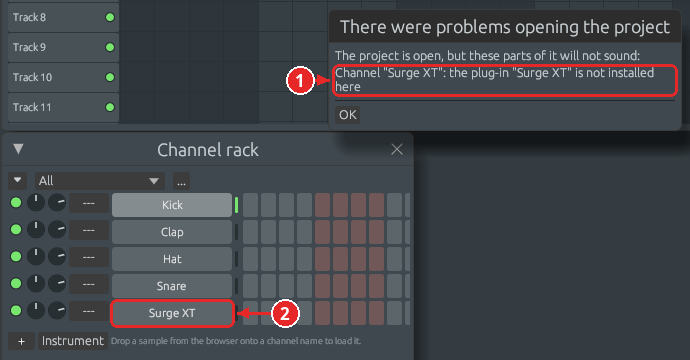 Track 8
Track 9
Track 10
Track 11
There were problems opening the project
The project is open, but these parts of it will not sound:
Channel "Surge XT": the plug-in "Surge XT" is not installed
here
OK
1
Channel rack
All
...
--- Kick
--- Clap
--- Hat
--- Snare
--- Surge XT
2
+ Instrument Drop a sample from the browser onto a channel name to load it.